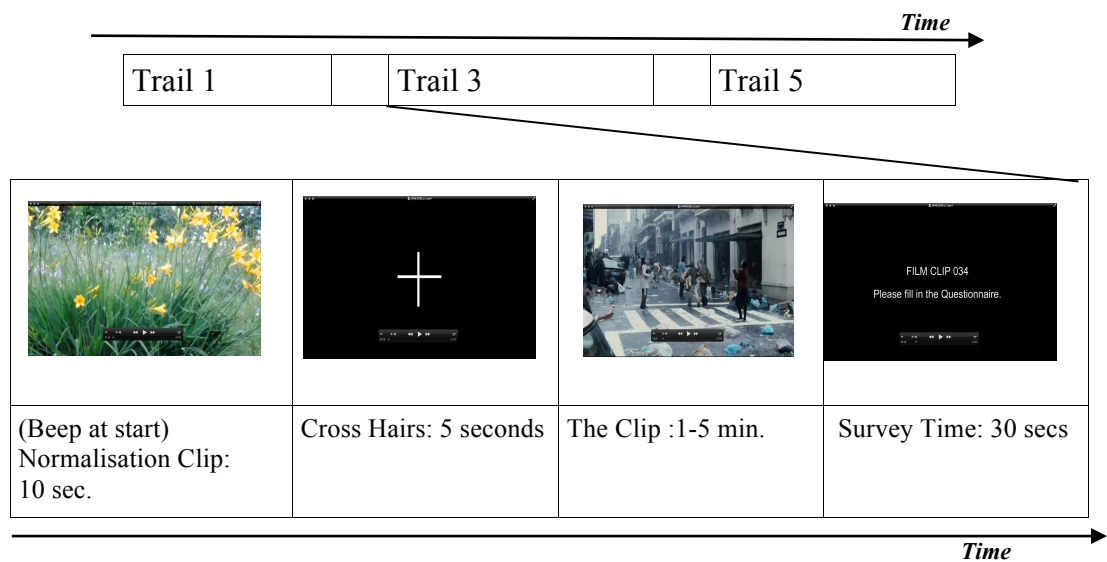 Time
Trail 1 Trail 3 Trail 5
FILM CLIP 034
Please fill in the Questionnaire.
(Beep at start)
Normalisation Clip:
10 sec.
Cross Hairs: 5 seconds
The Clip :1-5 min.
Survey Time: 30 secs
Time